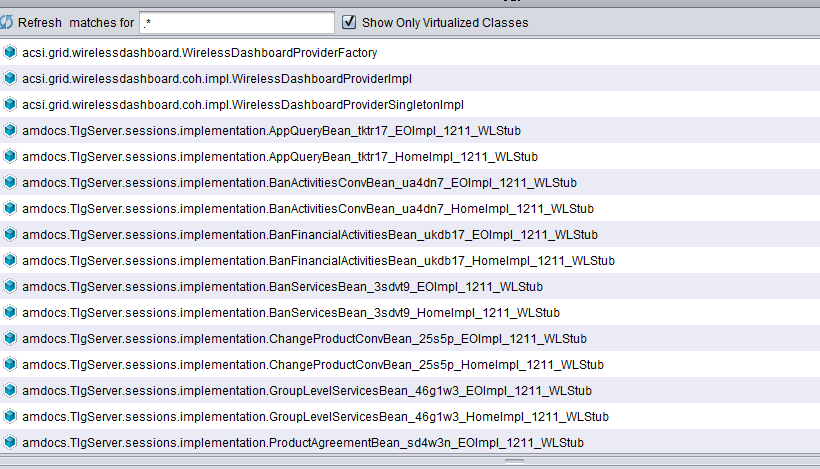 Refresh matches for .* Show Only Virtualized Classes
acsi.grid.wirelessdashboard.WirelessDashboardProviderFactory
acsi.grid.wirelessdashboard.coh.impl.WirelessDashboardProviderImpl
acsi.grid.wirelessdashboard.coh.impl.WirelessDashboardProviderSingletonImpl
amdocs.TlgServer.sessions.implementation.AppQueryBean_tktr17_EOImpl_1211_WLStub
amdocs.TlgServer.sessions.implementation.AppQueryBean_tktr17_HomeImpl_1211_WLStub
amdocs.TlgServer.sessions.implementation.BanActivitiesConvBean_ua4dn7_EOImpl_1211_WLStub
amdocs.TlgServer.sessions.implementation.BanActivitiesConvBean_ua4dn7_HomeImpl_1211_WLStub
amdocs.TlgServer.sessions.implementation.BanFinancialActivitiesBean_ukdb17_EOImpl_1211_WLStub
amdocs.TlgServer.sessions.implementation.BanFinancialActivitiesBean_ukdb17_HomeImpl_1211_WLStub
amdocs.TlgServer.sessions.implementation.BanServicesBean_3sdvt9_EOImpl_1211_WLStub
amdocs.TlgServer.sessions.implementation.BanServicesBean_3sdvt9_HomeImpl_1211_WLStub
amdocs.TlgServer.sessions.implementation.ChangeProductConvBean_25s5p_EOImpl_1211_WLStub
amdocs.TlgServer.sessions.implementation.ChangeProductConvBean_25s5p_HomeImpl_1211_WLStub
amdocs.TlgServer.sessions.implementation.GroupLevelServicesBean_46g1w3_EOImpl_1211_WLStub
amdocs.TlgServer.sessions.implementation.GroupLevelServicesBean_46g1w3_HomeImpl_1211_WLStub
amdocs.TlgServer.sessions.implementation.ProductAgreementBean_sd4w3n_EOImpl_1211_WLStub